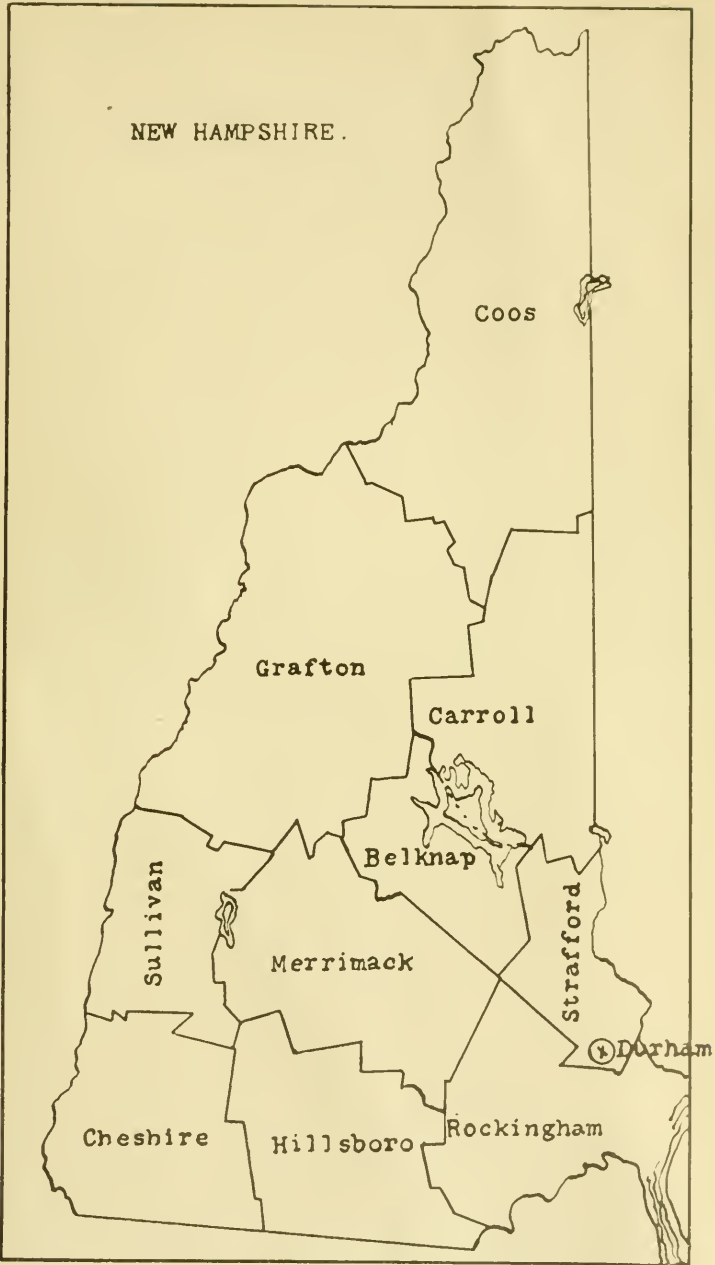 NEW HAMPSHIRE.
Coos
Grafton
Carroll
Belknap
Sullivan
Merrimack
Strafford
Durham
Cheshire
Hillsboro
Rockingham